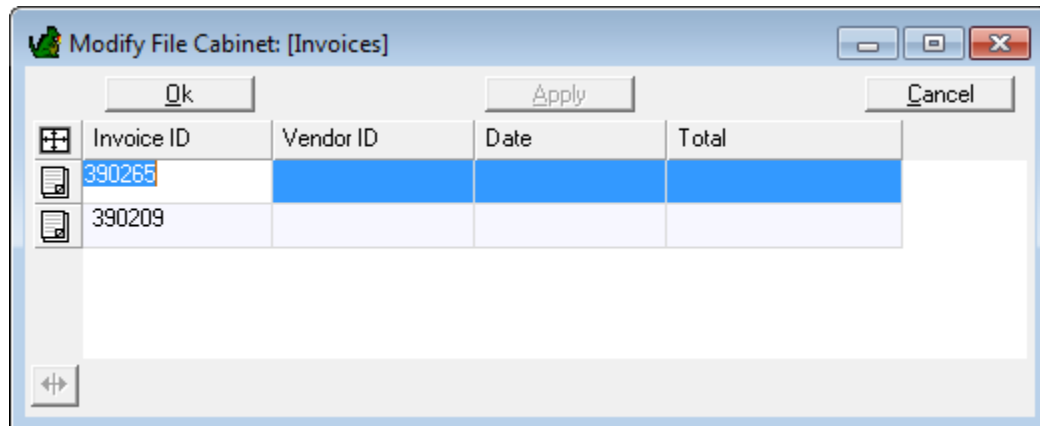 Modify File Cabinet: [Invoices]
Ok Apply Cancel
Invoice ID Vendor ID Date Total
390265
390209